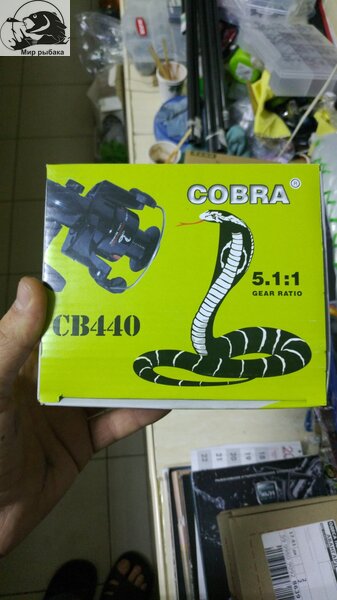 Мир рыбака
COBRA®
5.1:1
GEAR RATIO
CB440